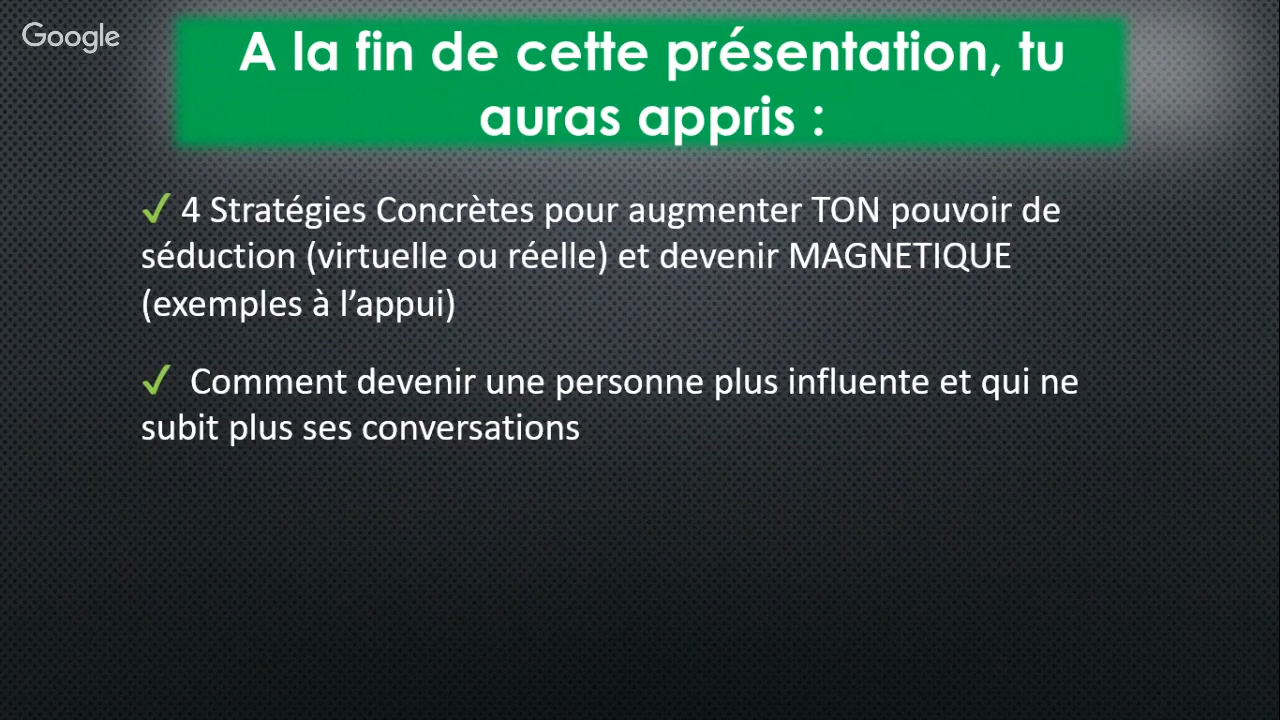 Google
A la fin de cette présentation, tu
auras appris :
✓ 4 Stratégies Concrètes pour augmenter TON pouvoir de
séduction (virtuelle ou réelle) et devenir MAGNETIQUE
(exemples à l’appui)
✓ Comment devenir une personne plus influente et qui ne
subit plus ses conversations